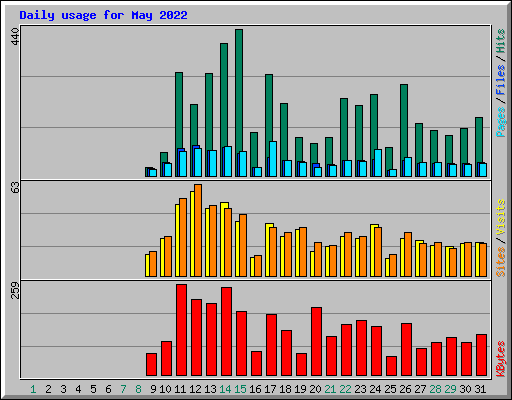 Daily usage for May 2022
440
Pages / Files / Hits
63
Sites / Visits
259
KBytes
1 2 3 4 5 6 7 8 9 10 11 12 13 14 15 16 17 18 19 20 21 22 23 24 25 26 27 28 29 30 31